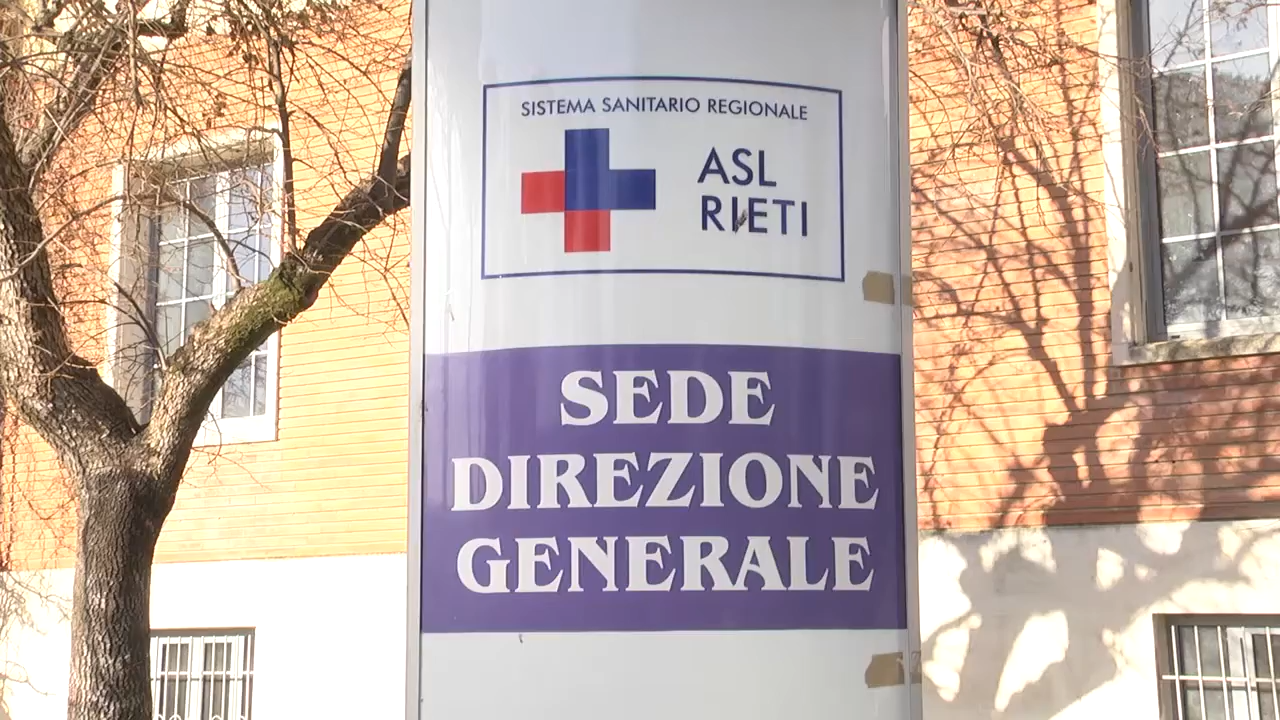 SISTEMA SANITARIO REGIONALE
ASL
RIETI
SEDE
DIREZIONE
GENERALE